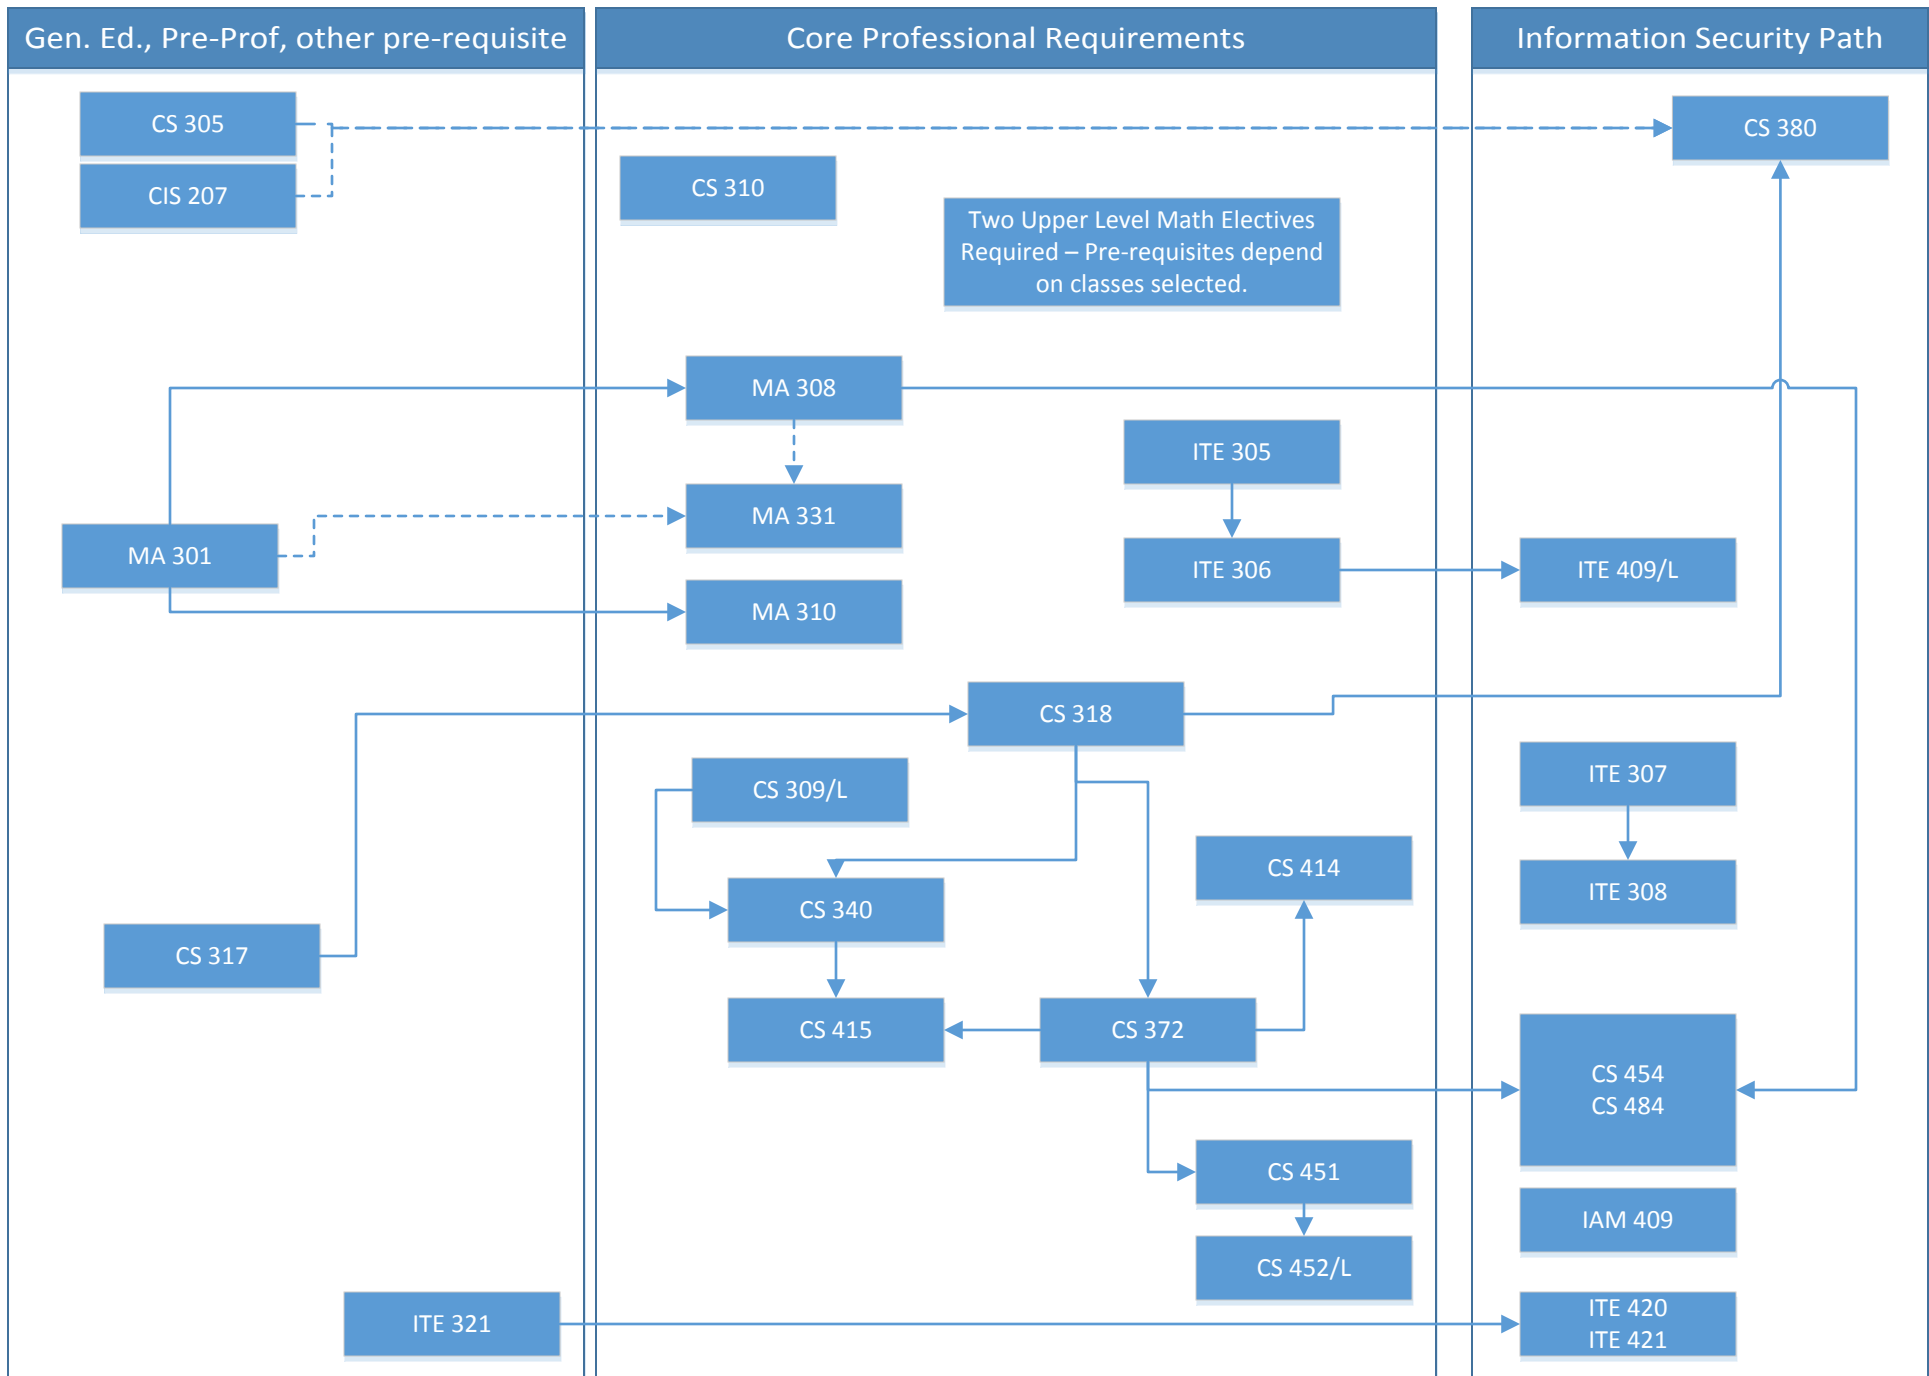 Gen. Ed., Pre-Prof, other pre-requisite
Core Professional Requirements
Information Security Path
CS 305
CIS 207
CS 310
Two Upper Level Math Electives
Required – Pre-requisites depend
on classes selected.
CS 380
MA 308
MA 331
MA 301
MA 310
ITE 305
ITE 306
ITE 409/L
CS 318
CS 309/L
CS 340
CS 317
CS 415
CS 372
CS 414
ITE 307
ITE 308
CS 454
CS 484
CS 451
CS 452/L
IAM 409
ITE 321
ITE 420
ITE 421